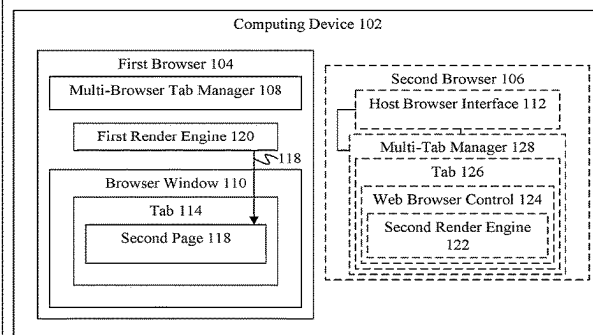 Computing Device 102
First Browser 104
Multi-Browser Tab Manager 108
First Render Engine 120
118
Browser Window 110
Tab 114
Second Page 118
Second Browser 106
Host Browser Interface 112
Multi-Tab Manager 128
Tab 126
Web Browser Control 124
Second Render Engine
122